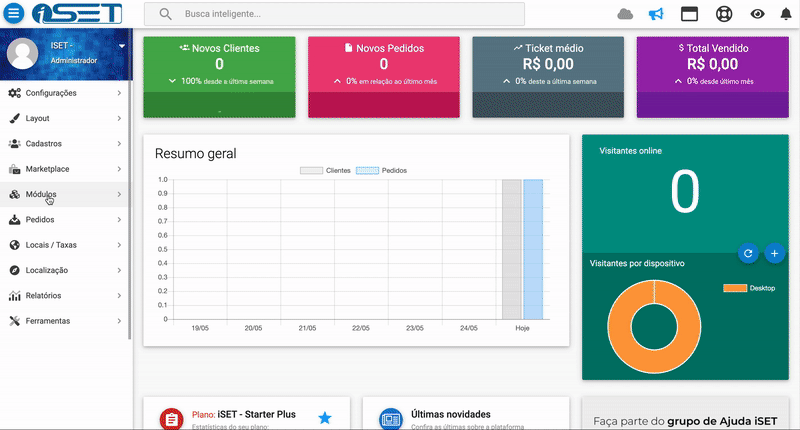 iSET
Busca inteligente...
ISET -
Administrador
Configurações
Layout
Cadastros
Marketplace
Módulos
Pedidos
Locais / Taxas
Localização
Relatórios
Ferramentas
Novos Clientes
0
100% desde a última semana
-
Novos Pedidos
0
0% em relação ao último mês
Ticket médio
R$ 0,00
0% deste a última semana
$ Total Vendido
R$ 0,00
0% desde último mês
Resumo geral
Clientes Pedidos
1.0
0.9
0.8
0.7
0.6
0.5
0.4
0.3
0.2
0.1
0
19/05 20/05 21/05 22/05 23/05 24/05 Hoje
Visitantes online
0
Visitantes por dispositivo
Desktop
Plano: iSET - Starter Plus
Estatísticas do seu plano:
Últimas novidades
Confira as últimas sobre a plataforma
Faça parte do grupo de Ajuda iSET